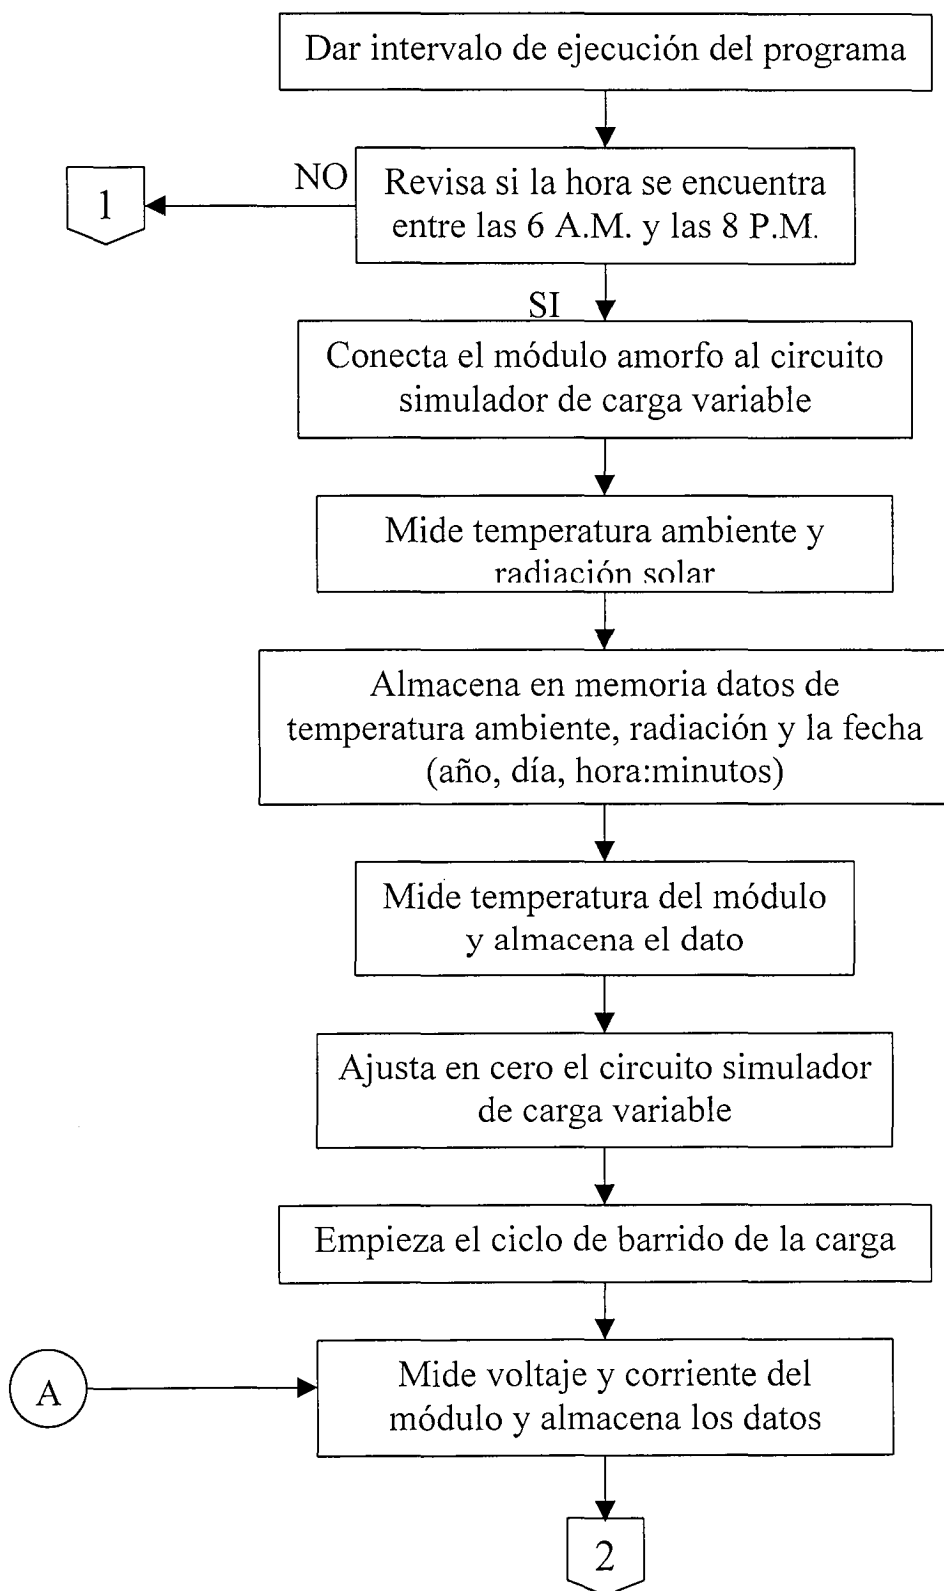 Dar intervalo de ejecución del programa
NO
1
Revisa si la hora se encuentra
entre las 6 A.M. y las 8 P.M.
SI
Conecta el módulo amorfo al circuito
simulador de carga variable
Mide temperatura ambiente y
radiación solar
Almacena en memoria datos de
temperatura ambiente, radiación y la fecha
(año, día, hora:minutos)
Mide temperatura del módulo
y almacena el dato
Ajusta en cero el circuito simulador
de carga variable
Empieza el ciclo de barrido de la carga
A
Mide voltaje y corriente del
módulo y almacena los datos
2